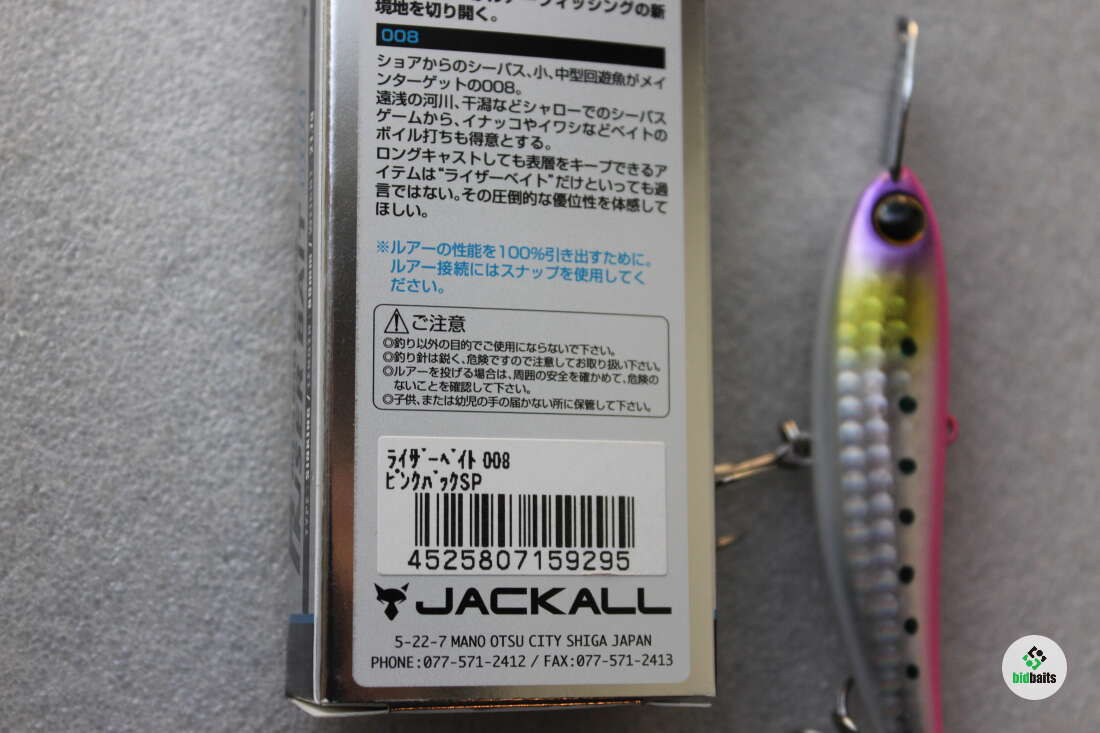 フィッシングの新
境地を切り開く。
008
ショアからのシーバス、小、中型回遊魚がメイ
ンターゲットの008。
遠浅の河川、干潟などシャローでのシーバス
ゲームから、イナッコやイワシなどベイトの
ボイル打ちも得意とする。
ロングキャストしても表層をキープできるア
イテムは“ライザーベイト”だけといっても過
言ではない。その圧倒的な優位性を体感して
ほしい。
※ルアーの性能を100%引き出すために。
ルアー接続にはスナップを使用してく
ださい。
ご注意
◎釣り以外の目的でご使用にならないで下さい。
◎釣り針は鋭く、危険ですので注意してお取り扱い下さい。
◎ルアーを投げる場合は、周囲の安全を確かめて、危険の
ないことを確認して下さい。
◎子供、または幼児の手の届かない所に保管して下さい。
ﾗｲｻﾞｰﾍﾞｲﾄ 008
ﾋﾟﾝｸﾊﾞｯｸSP
4525807159295
JACKALL
5-22-7 MANO OTSU CITY SHIGA JAPAN
PHONE:077-571-2412 / FAX:077-571-2413
bidbaits